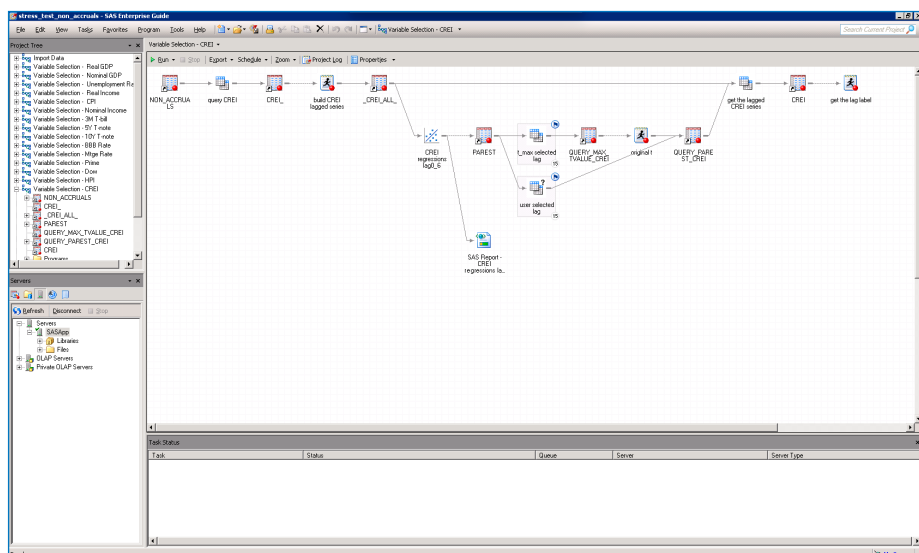 stress_test_non_accruals - SAS Enterprise Guide
File Edit View Tasks Favorites Program Tools Help Variable Selection - CREI
Search Current Project
Project Tree
Import Data
Variable Selection - Real GDP
Variable Selection - Nominal GDP
Variable Selection - Unemployment Ra
Variable Selection - Real Income
Variable Selection - CPI
Variable Selection - Nominal Income
Variable Selection - 3M T-bill
Variable Selection - 5Y T-note
Variable Selection - 10Y T-note
Variable Selection - BBB Rate
Variable Selection - Mtge Rate
Variable Selection - Prime
Variable Selection - Dow
Variable Selection - HPI
Variable Selection - CREI
NON_ACCRUALS
CREI_
_CREI_ALL_
PAREST
QUERY_MAX_TVALUE_CREI
QUERY_PAREST_CREI
CREI
Programs
Servers
Refresh Disconnect Stop
Servers
SASApp
Libraries
Files
OLAP Servers
Private OLAP Servers
Variable Selection - CREI
Run Stop Export Schedule Zoom Project Log Properties
NON_ACCRUA
LS
query CREI
CREI_
build CREI
lagged series
_CREI_ALL_
get the lagged
CREI series
CREI
get the lag label
CREI
regressions
lag0_6
PAREST
t_max selected
lag
QUERY_MAX_
TVALUE_CREI
original t
QUERY_PARE
ST_CREI
user selected
lag
SAS Report -
CREI
regressions la...
Task Status
Task Status Queue Server Server Type